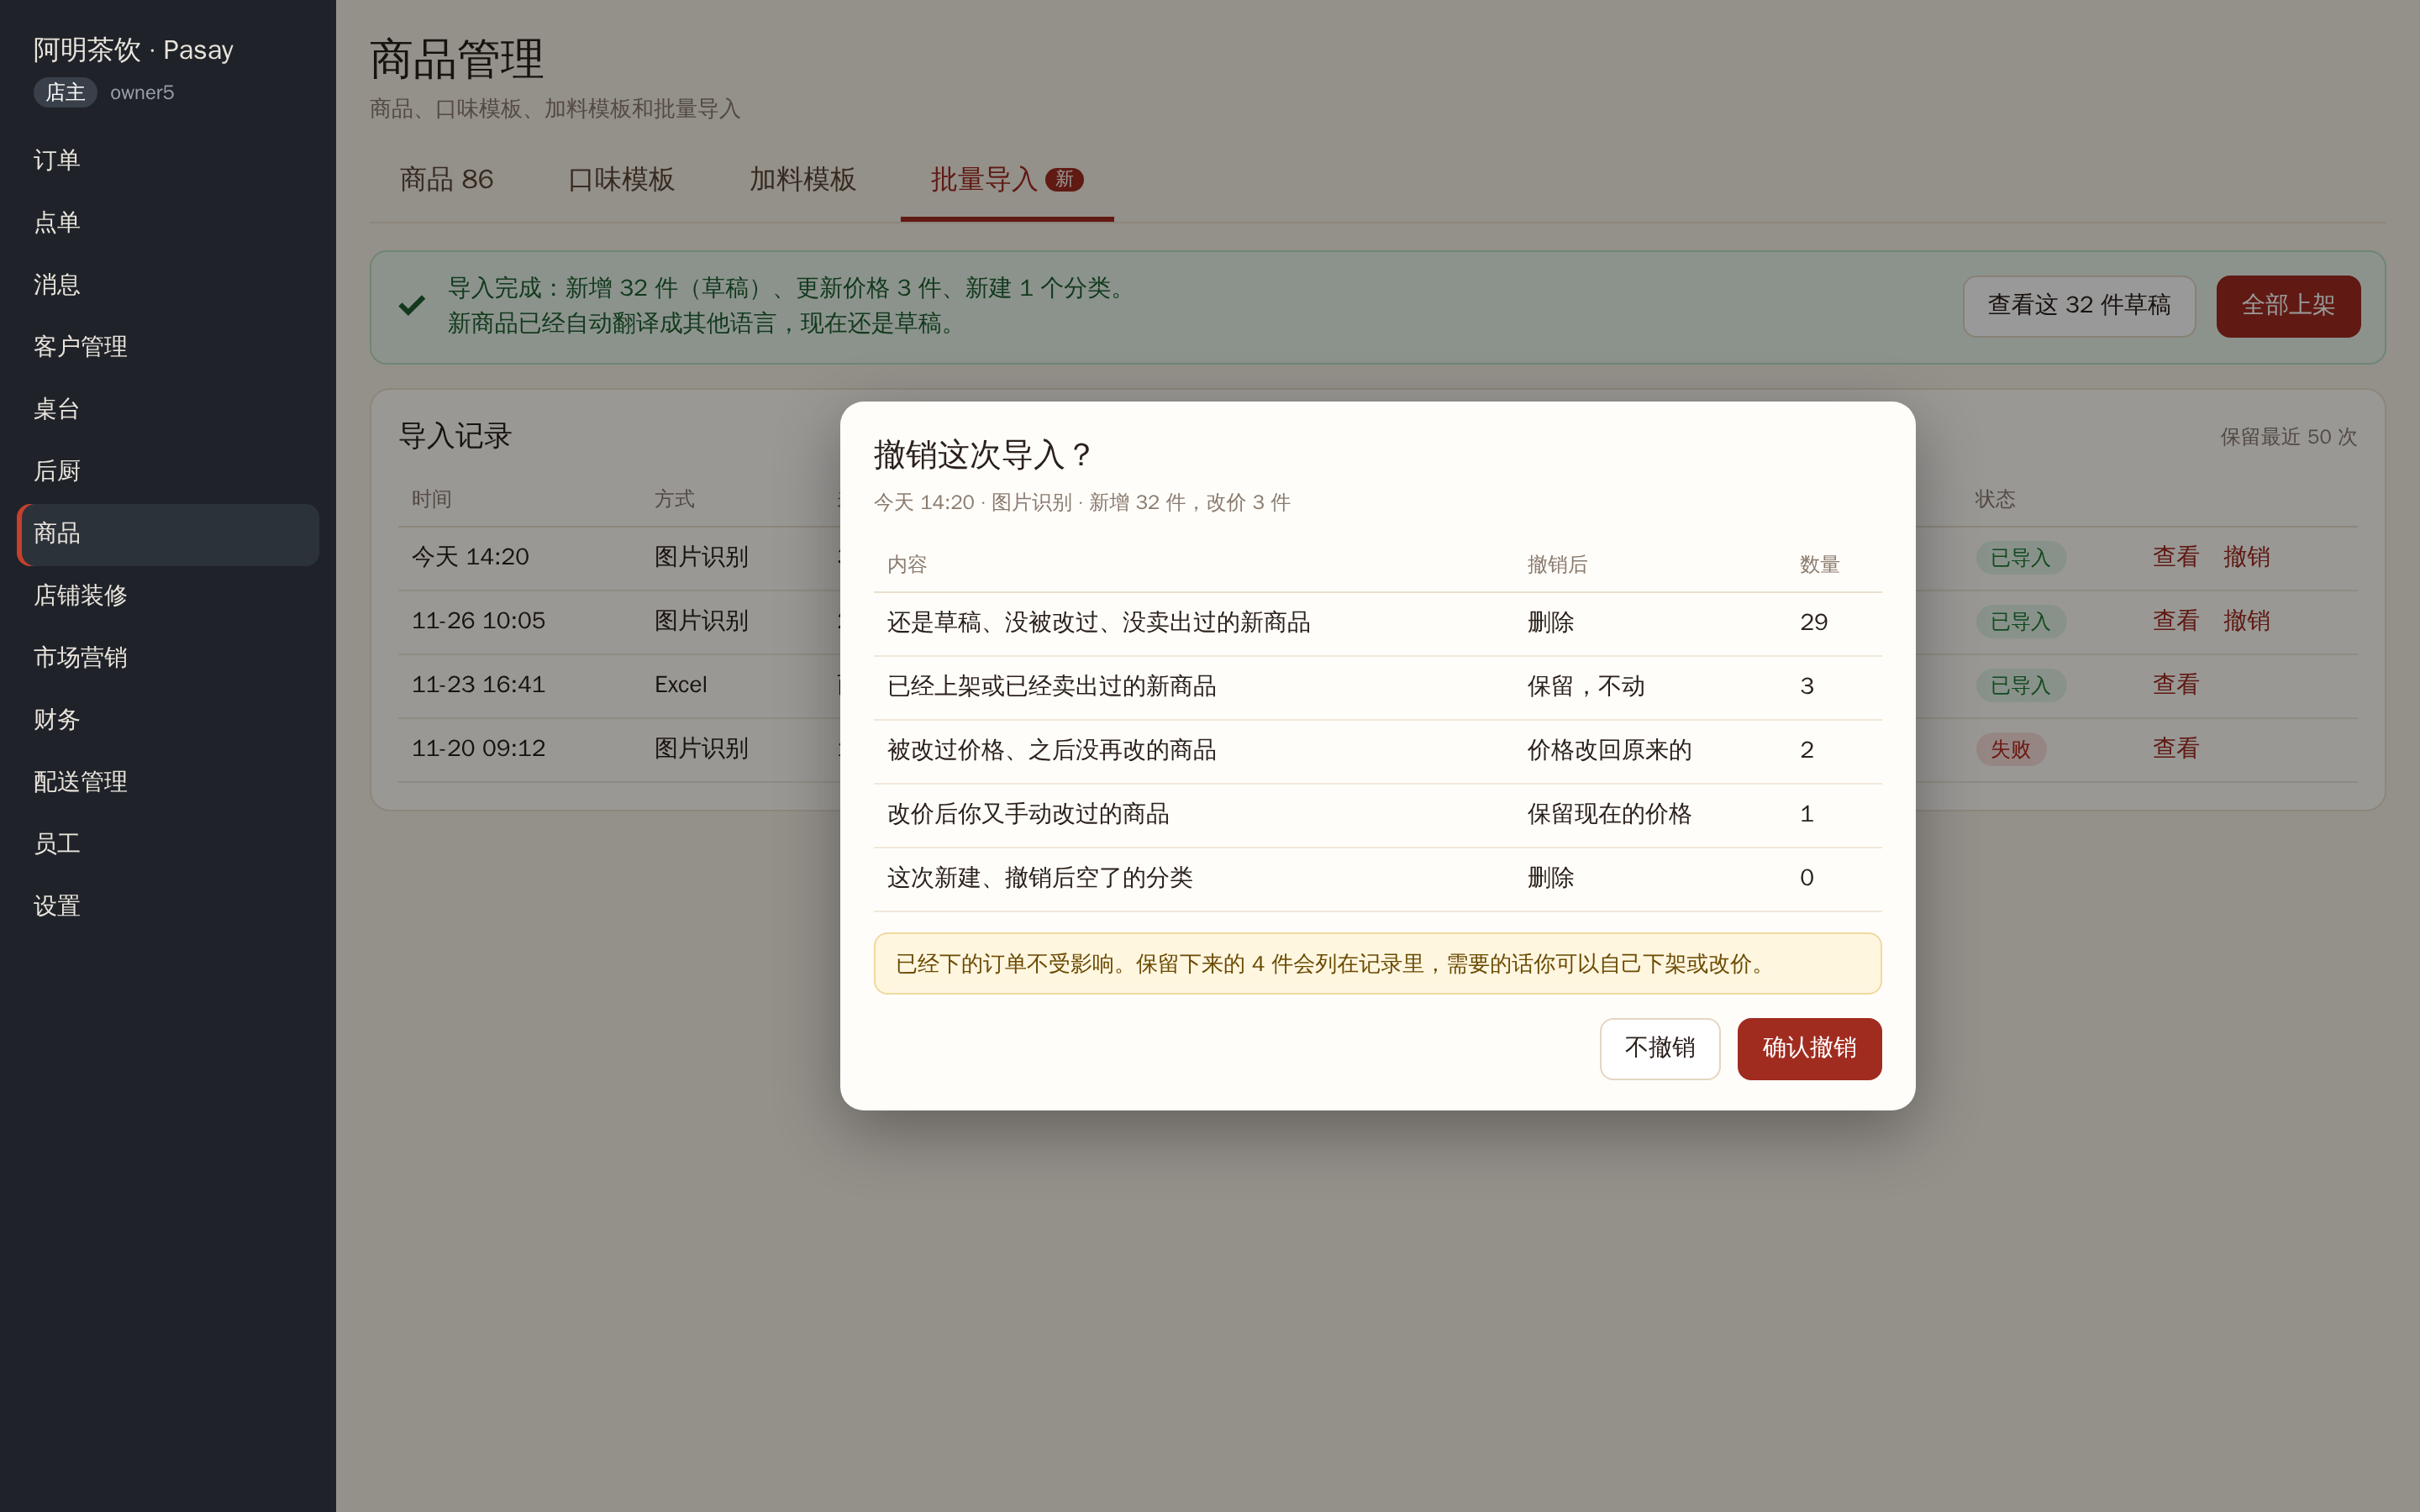 阿明茶饮 · Pasay
店主 owner5
订单
点单
消息
客户管理
桌台
后厨
商品
店铺装修
市场营销
财务
配送管理
员工
设置
商品管理
商品、口味模板、加料模板和批量导入
商品 86 口味模板 加料模板 批量导入 新
导入完成：新增 32 件（草稿）、更新价格 3 件、新建 1 个分类。
新商品已经自动翻译成其他语言，现在还是草稿。
查看这 32 件草稿 全部上架
导入记录 保留最近 50 次
时间 方式 状态
今天 14:20 图片识别 已导入 查看 撤销
11-26 10:05 图片识别 已导入 查看 撤销
11-23 16:41 Excel 已导入 查看
11-20 09:12 图片识别 失败 查看
撤销这次导入？
今天 14:20 · 图片识别 · 新增 32 件，改价 3 件
内容 撤销后 数量
还是草稿、没被改过、没卖出过的新商品 删除 29
已经上架或已经卖出过的新商品 保留，不动 3
被改过价格、之后没再改的商品 价格改回原来的 2
改价后你又手动改过的商品 保留现在的价格 1
这次新建、撤销后空了的分类 删除 0
已经下的订单不受影响。保留下来的 4 件会列在记录里，需要的话你可以自己下架或改价。
不撤销 确认撤销